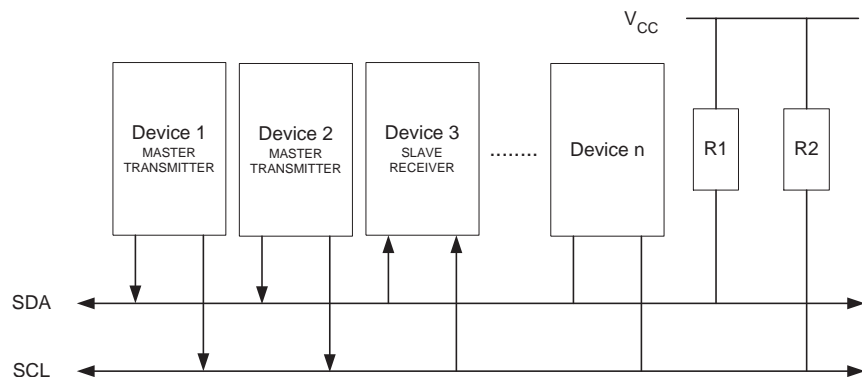 VCC
Device 1
MASTER
TRANSMITTER
Device 2
MASTER
TRANSMITTER
Device 3
SLAVE
RECEIVER
........
Device n
R1
R2
SDA
SCL